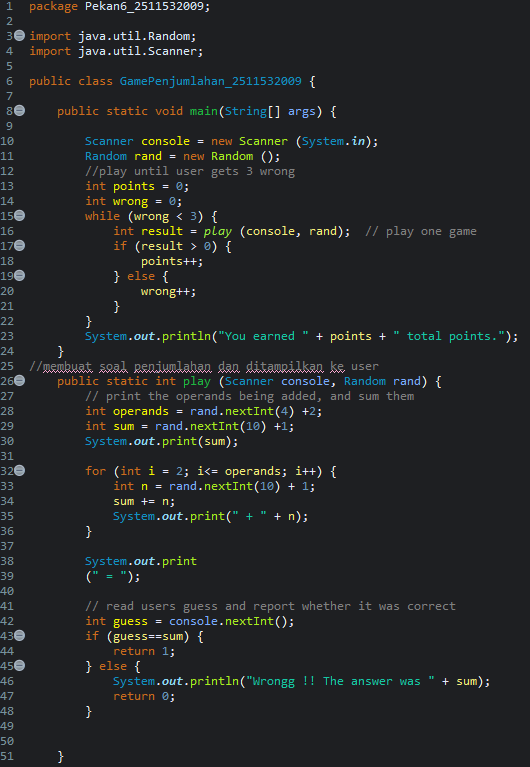 1 package Pekan6_2511532009;
2
3 import java.util.Random;
4 import java.util.Scanner;
5
6 public class GamePenjumlahan_2511532009 {
7
8     public static void main(String[] args) {
9
10         Scanner console = new Scanner (System.in);
11         Random rand = new Random ();
12         //play until user gets 3 wrong
13         int points = 0;
14         int wrong = 0;
15         while (wrong < 3) {
16             int result = play (console, rand);  // play one game
17             if (result > 0) {
18                 points++;
19             } else {
20                 wrong++;
21             }
22         }
23         System.out.println("You earned " + points + " total points.");
24     }
25 //membuat soal penjumlahan dan ditampilkan ke user
26     public static int play (Scanner console, Random rand) {
27         // print the operands being added, and sum them
28         int operands = rand.nextInt(4) +2;
29         int sum = rand.nextInt(10) +1;
30         System.out.print(sum);
31
32         for (int i = 2; i<= operands; i++) {
33             int n = rand.nextInt(10) + 1;
34             sum += n;
35             System.out.print(" + " + n);
36         }
37
38         System.out.print
39         (" = ");
40
41         // read users guess and report whether it was correct
42         int guess = console.nextInt();
43         if (guess==sum) {
44             return 1;
45         } else {
46             System.out.println("Wrongg !! The answer was " + sum);
47             return 0;
48         }
49
50
51     }